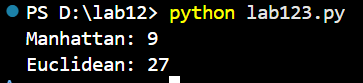 PS D:\lab12> python lab123.py
Manhattan: 9
Euclidean: 27